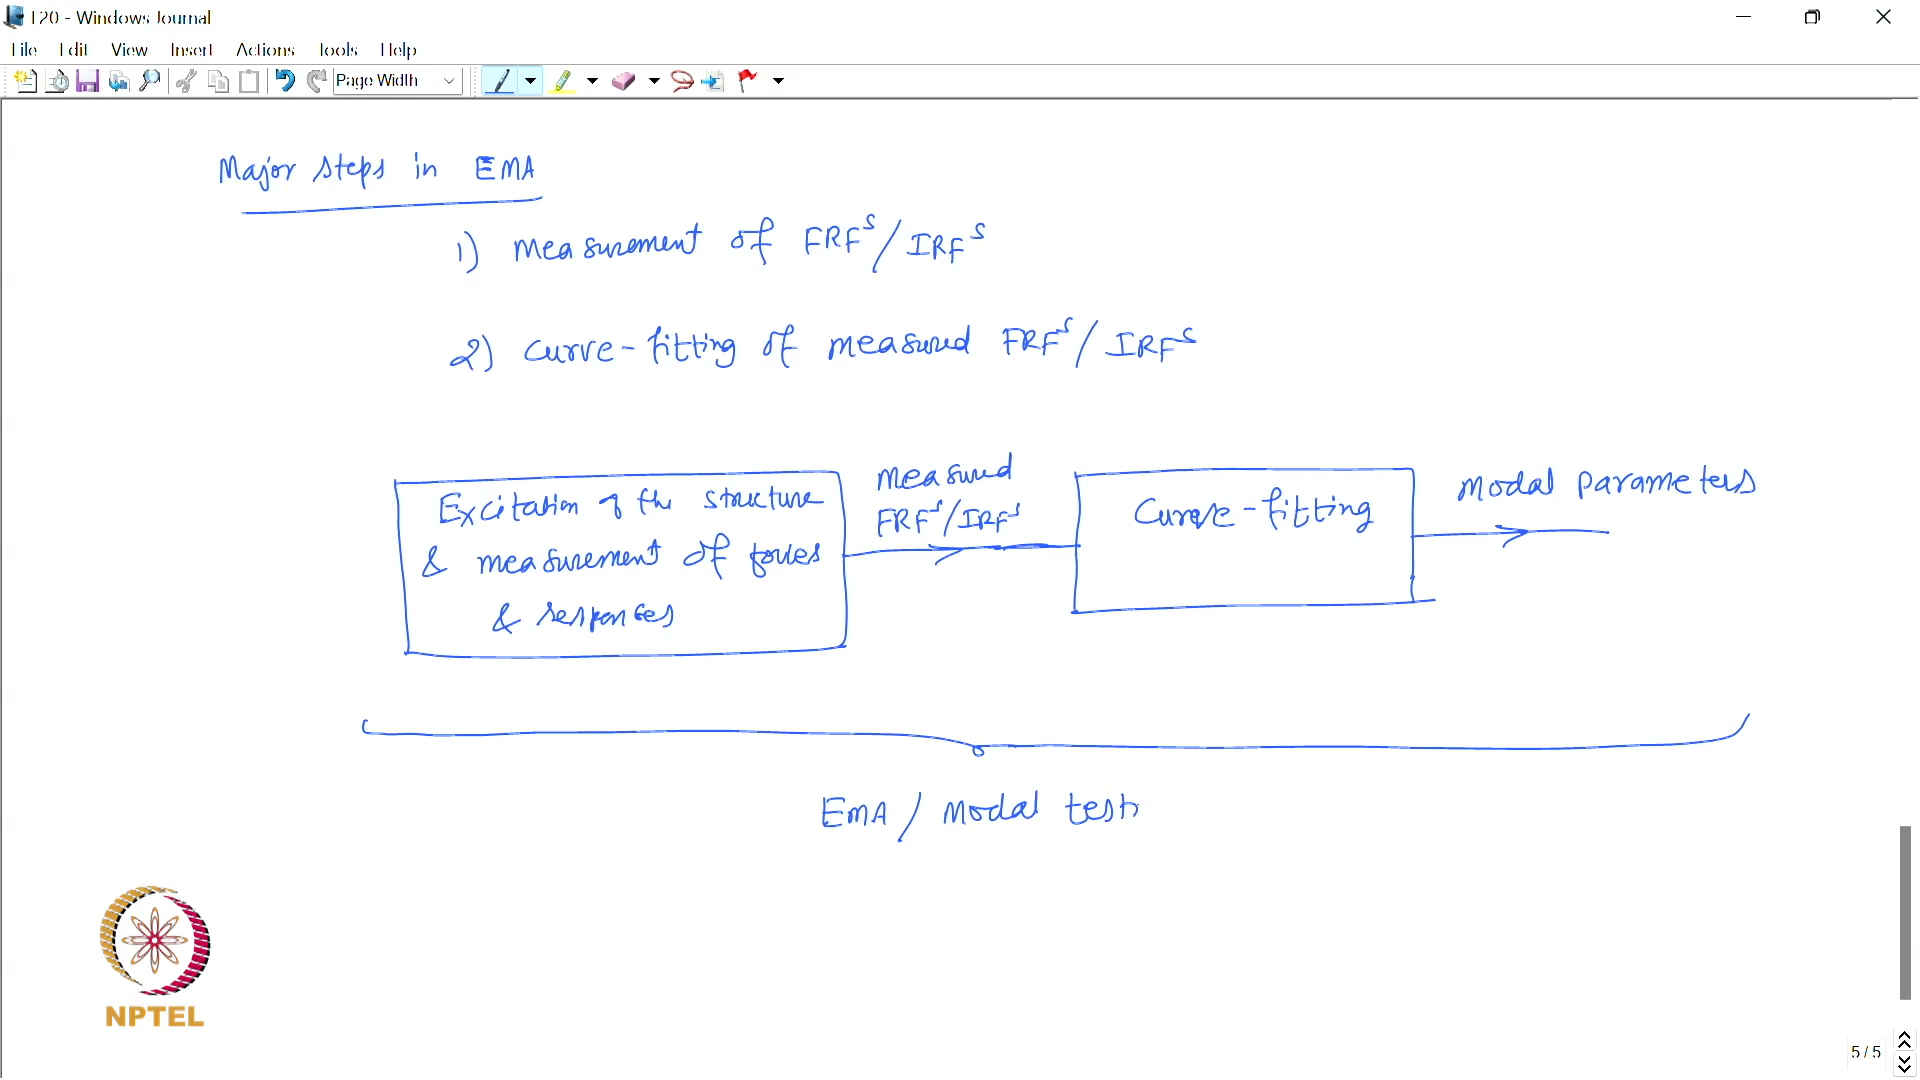 L20 - Windows Journal
File Edit View Insert Actions Tools Help
Page Width
Major steps in EMA
1) Measurement of FRFs/IRFs
2) Curve-fitting of measured FRFs/IRFs
Excitation of the structure
& measurement of forces
& responses
Measured
FRFs/IRFs
Curve-fitting
Modal parameters
EMA / Modal test
NPTEL
5 / 5